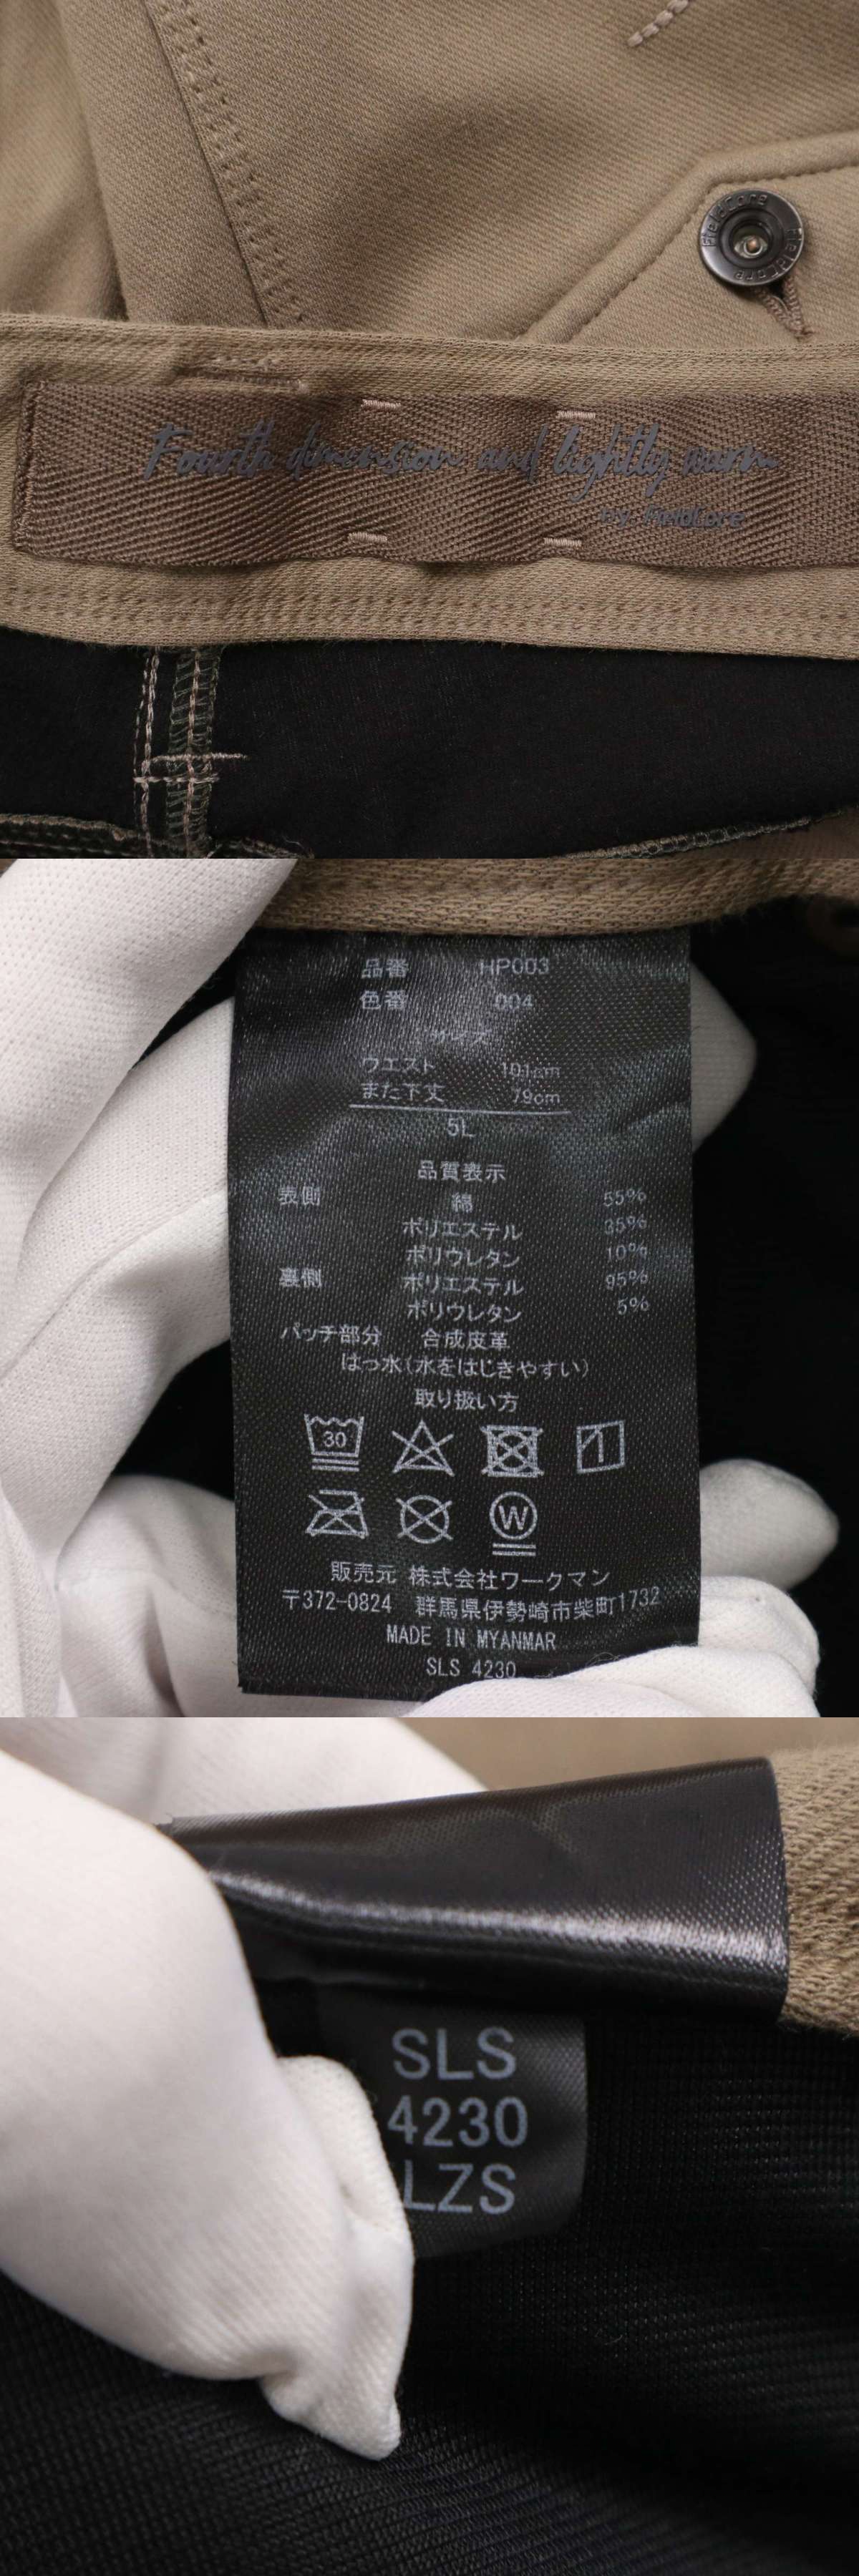 FieldCore FieldCore
Fourth dimension and lightly warm
by FieldCore
品番 HP003
色番 004
サイズ
ウエスト 101cm
また下丈 79cm
5L
品質表示
表側 綿 55%
ポリエステル 35%
ポリウレタン 10%
裏側 ポリエステル 95%
ポリウレタン 5%
パッチ部分 合成皮革
はっ水(水をはじきやすい)
取り扱い方
30
W
販売元 株式会社ワークマン
〒372-0824 群馬県伊勢崎市柴町1732
MADE IN MYANMAR
SLS 4230
SLS
4230
LZS